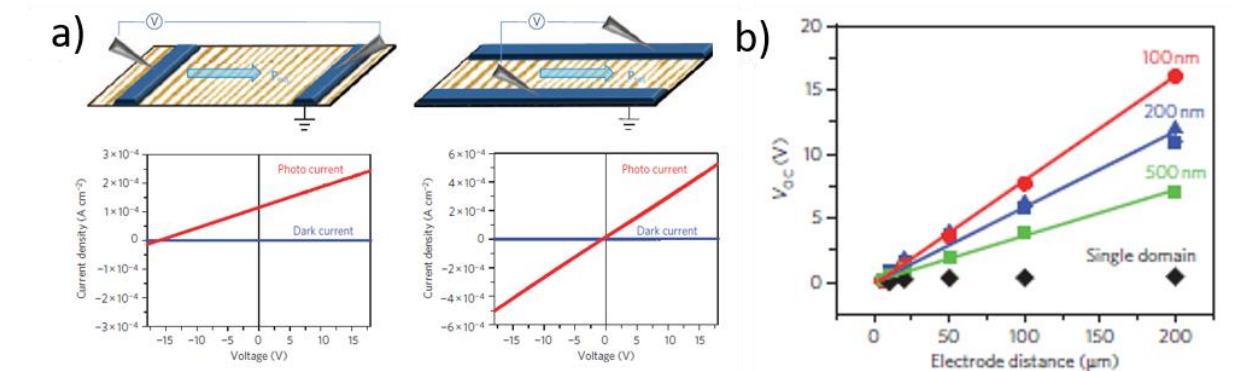 a)
V
V
b)
3×10⁻⁴
2×10⁻⁴
1×10⁻⁴
0
−1×10⁻⁴
−2×10⁻⁴
−3×10⁻⁴
Current density (A cm⁻²)
Photo current
Dark current
−15 −10 −5 0 5 10 15
Voltage (V)
6×10⁻⁴
4×10⁻⁴
2×10⁻⁴
0
−2×10⁻⁴
−4×10⁻⁴
−6×10⁻⁴
Current density (A cm⁻²)
Photo current
Dark current
−15 −10 −5 0 5 10 15
Voltage (V)
20
15
10
5
0
V (V)
100 nm
200 nm
500 nm
Single domain
0 50 100 150 200
Electrode distance (μm)